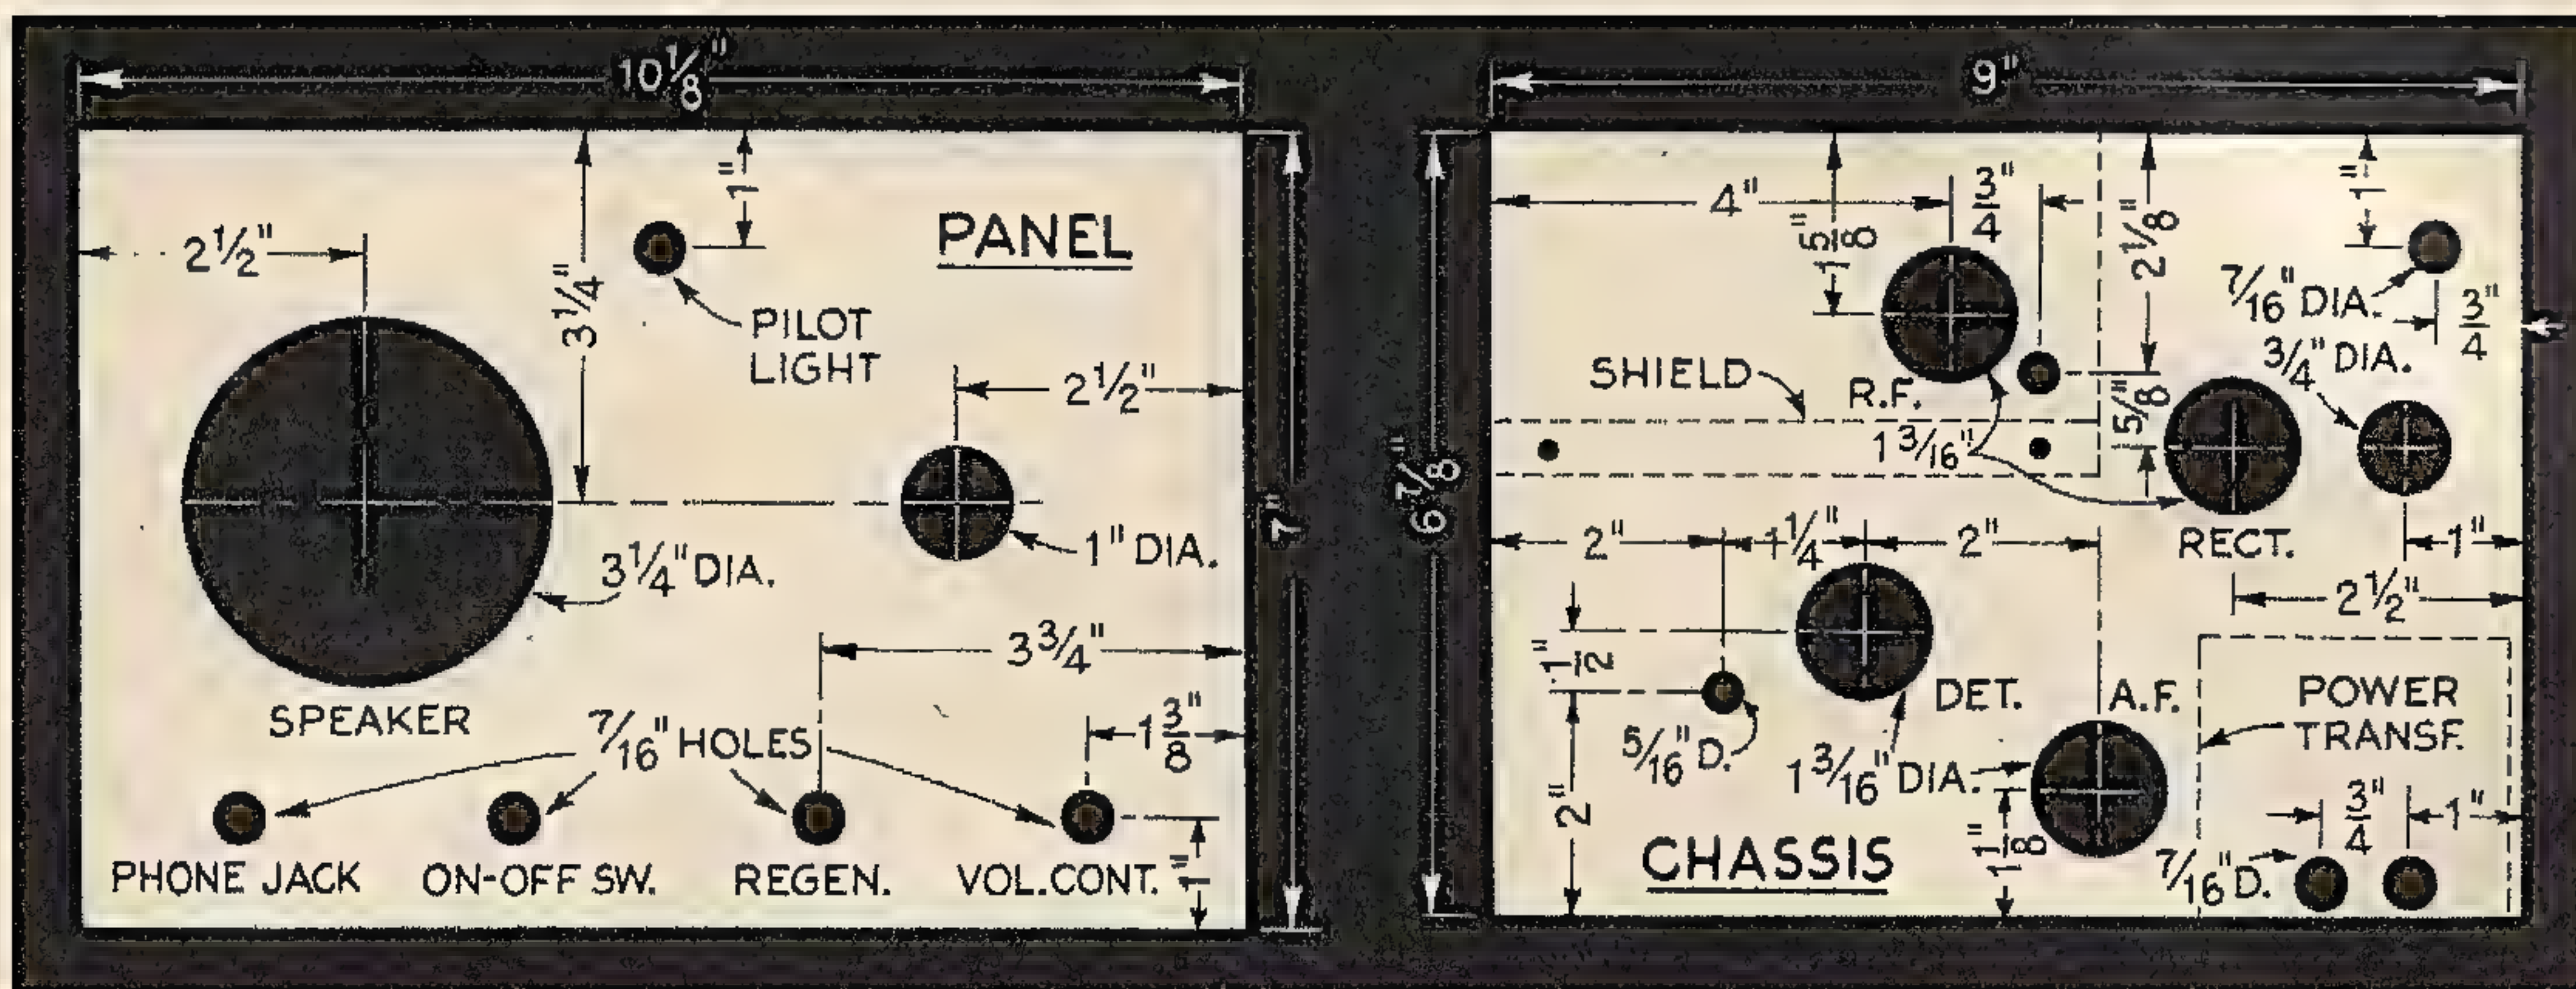 10 1/8"
9"
1"
3 1/4"
2 1/2"
PANEL
PILOT
LIGHT
2 1/2"
1" DIA.
3 1/4" DIA.
7"
SPEAKER
3 3/4"
1 3/8"
7/16" HOLES
PHONE JACK
ON-OFF SW.
REGEN.
VOL. CONT.
1"
6 7/8"
4"
3/4"
1 5/8"
2 1/8"
1"
7/16" DIA.
3/4"
3/4" DIA.
SHIELD
R.F.
5/8"
1 3/16"
RECT.
2"
1 1/4"
2"
1"
2 1/2"
1/2"
DET.
A.F.
POWER
TRANSF.
5/16" D.
1 3/16" DIA.
2"
CHASSIS
1 1/8"
3/4"
1"
7/16" D.